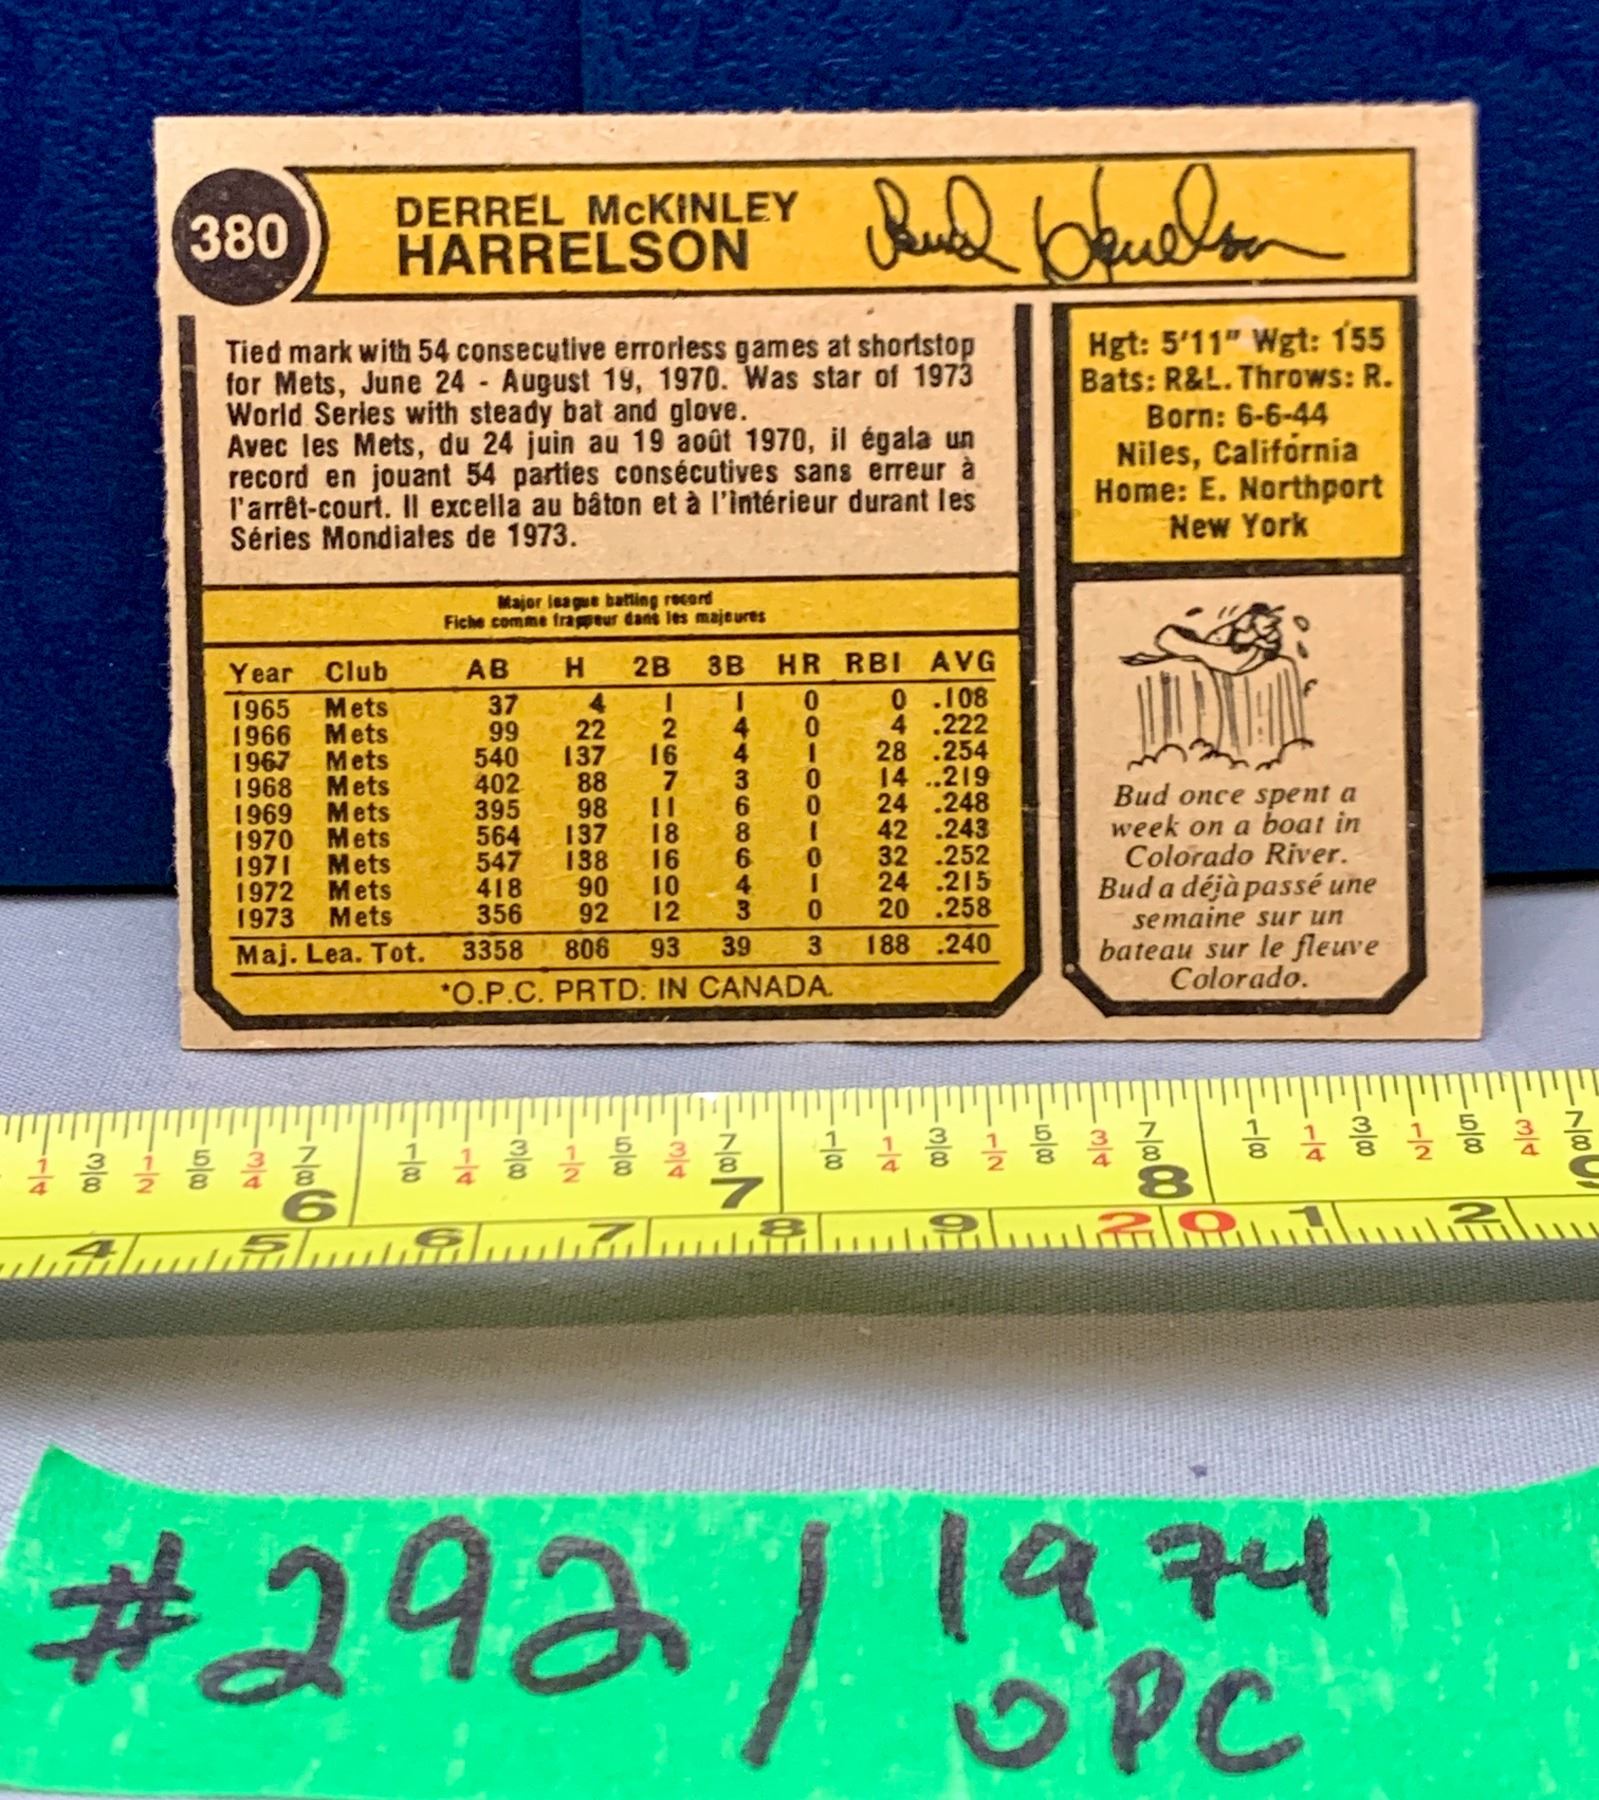 380
DERREL McKINLEY
HARRELSON
Bud Harrelson
Tied mark with 54 consecutive errorless games at shortstop
for Mets, June 24 - August 19, 1970. Was star of 1973
World Series with steady bat and glove.
Avec les Mets, du 24 juin au 19 août 1970, il égala un
record en jouant 54 parties consécutives sans erreur à
l'arrêt-court. Il excella au bâton et à l'intérieur durant les
Séries Mondiales de 1973.
Hgt: 5'11" Wgt: 155
Bats: R&L. Throws: R.
Born: 6-6-44
Niles, California
Home: E. Northport
New York
Major league batting record
Fiche comme frappeur dans les majeures
Year Club AB H 2B 3B HR RBI AVG
1965 Mets 37 4 1 1 0 0 .108
1966 Mets 99 22 2 4 0 4 .222
1967 Mets 540 137 16 4 1 28 .254
1968 Mets 402 88 7 3 0 14 ..219
1969 Mets 395 98 11 6 0 24 .248
1970 Mets 564 137 18 8 1 42 .243
1971 Mets 547 138 16 6 0 32 .252
1972 Mets 418 90 10 4 1 24 .215
1973 Mets 356 92 12 3 0 20 .258
Maj. Lea. Tot. 3358 806 93 39 3 188 .240
*O.P.C. PRTD. IN CANADA.
Bud once spent a
week on a boat in
Colorado River.
Bud a déjà passé une
semaine sur un
bateau sur le fleuve
Colorado.
1/4 3/8 1/2 5/8 3/4 7/8 1/8 1/4 3/8 1/2 5/8 3/4 7/8 1/8 1/4 3/8 1/2 5/8 3/4 7/8 1/8 1/4 3/8 1/2 5/8 3/4 7/8
6 7 8 9
4 5 6 7 8 9 20 1 2
#292 / 1974
OPC